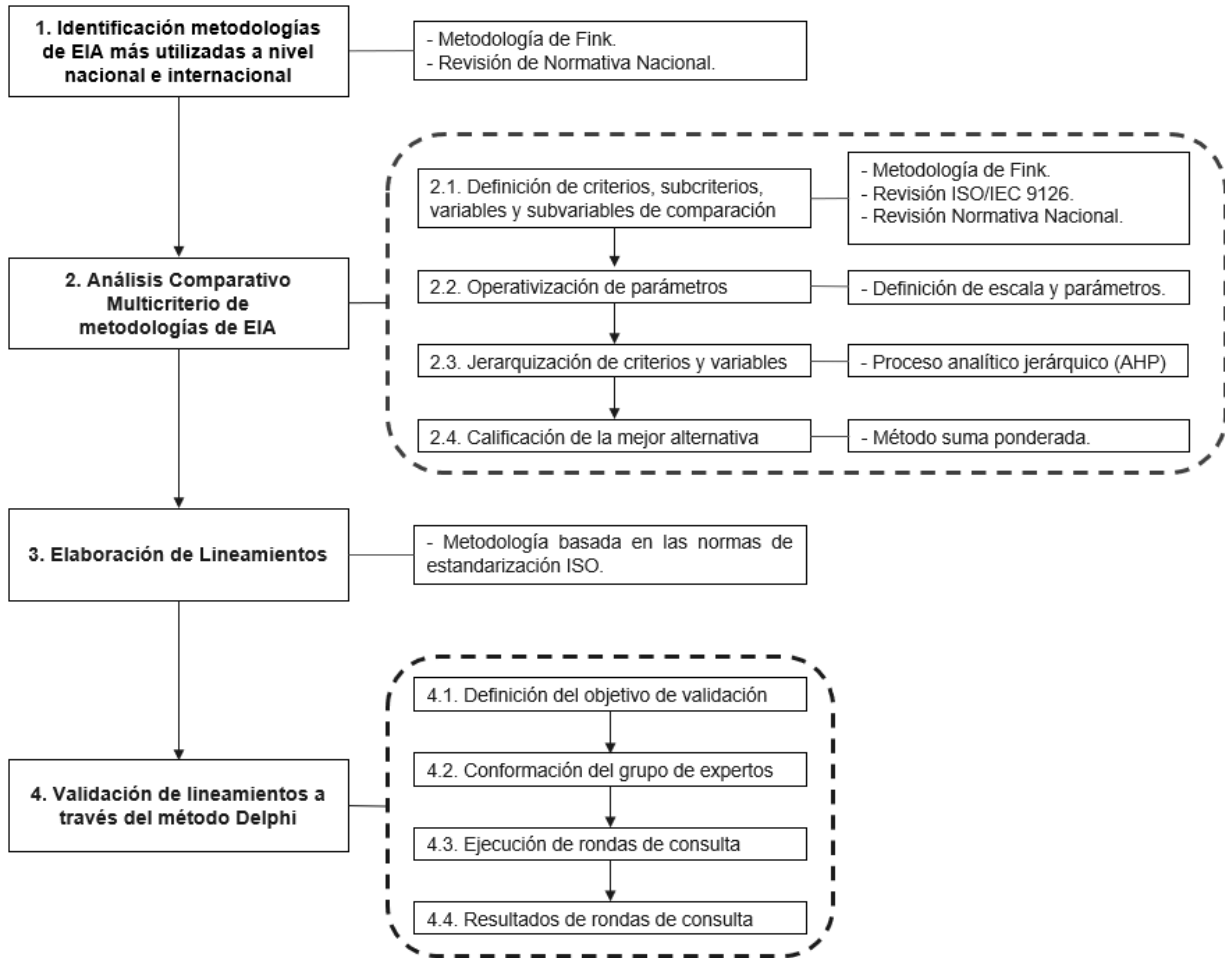 1. Identificación metodologías
de EIA más utilizadas a nivel
nacional e internacional
- Metodología de Fink.
- Revisión de Normativa Nacional.
2. Análisis Comparativo
Multicriterio de
metodologías de EIA
2.1. Definición de criterios, subcriterios,
variables y subvariables de comparación
- Metodología de Fink.
- Revisión ISO/IEC 9126.
- Revisión Normativa Nacional.
2.2. Operativización de parámetros
- Definición de escala y parámetros.
2.3. Jerarquización de criterios y variables
- Proceso analítico jerárquico (AHP)
2.4. Calificación de la mejor alternativa
- Método suma ponderada.
3. Elaboración de Lineamientos
- Metodología basada en las normas de
estandarización ISO.
4. Validación de lineamientos a
través del método Delphi
4.1. Definición del objetivo de validación
4.2. Conformación del grupo de expertos
4.3. Ejecución de rondas de consulta
4.4. Resultados de rondas de consulta